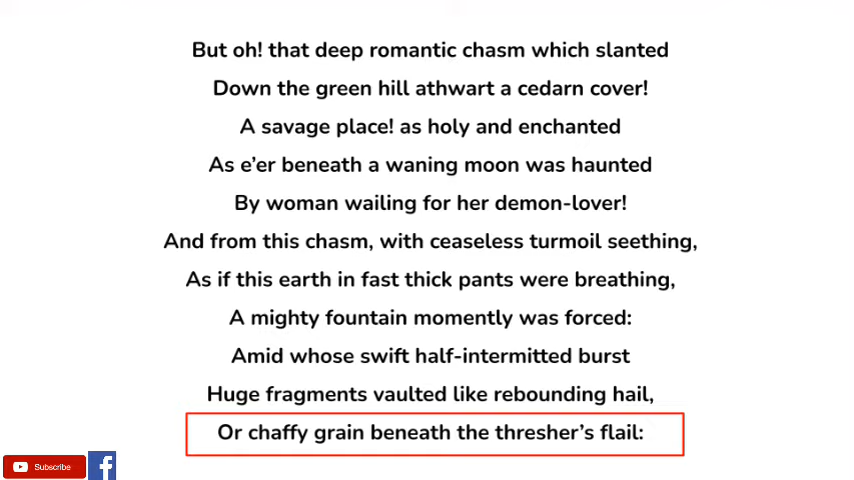 But oh! that deep romantic chasm which slanted
Down the green hill athwart a cedarn cover!
A savage place! as holy and enchanted
As e’er beneath a waning moon was haunted
By woman wailing for her demon-lover!
And from this chasm, with ceaseless turmoil seething,
As if this earth in fast thick pants were breathing,
A mighty fountain momently was forced:
Amid whose swift half-intermitted burst
Huge fragments vaulted like rebounding hail,
Or chaffy grain beneath the thresher’s flail:
Subscribe